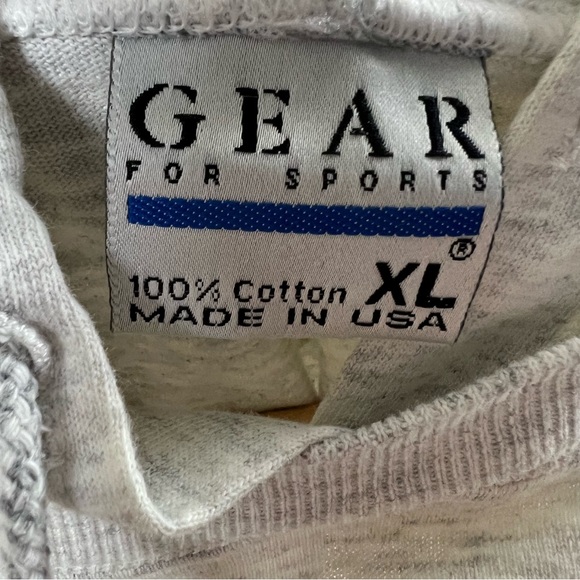 GEAR
FOR SPORTS
®
100% Cotton XL
MADE IN USA